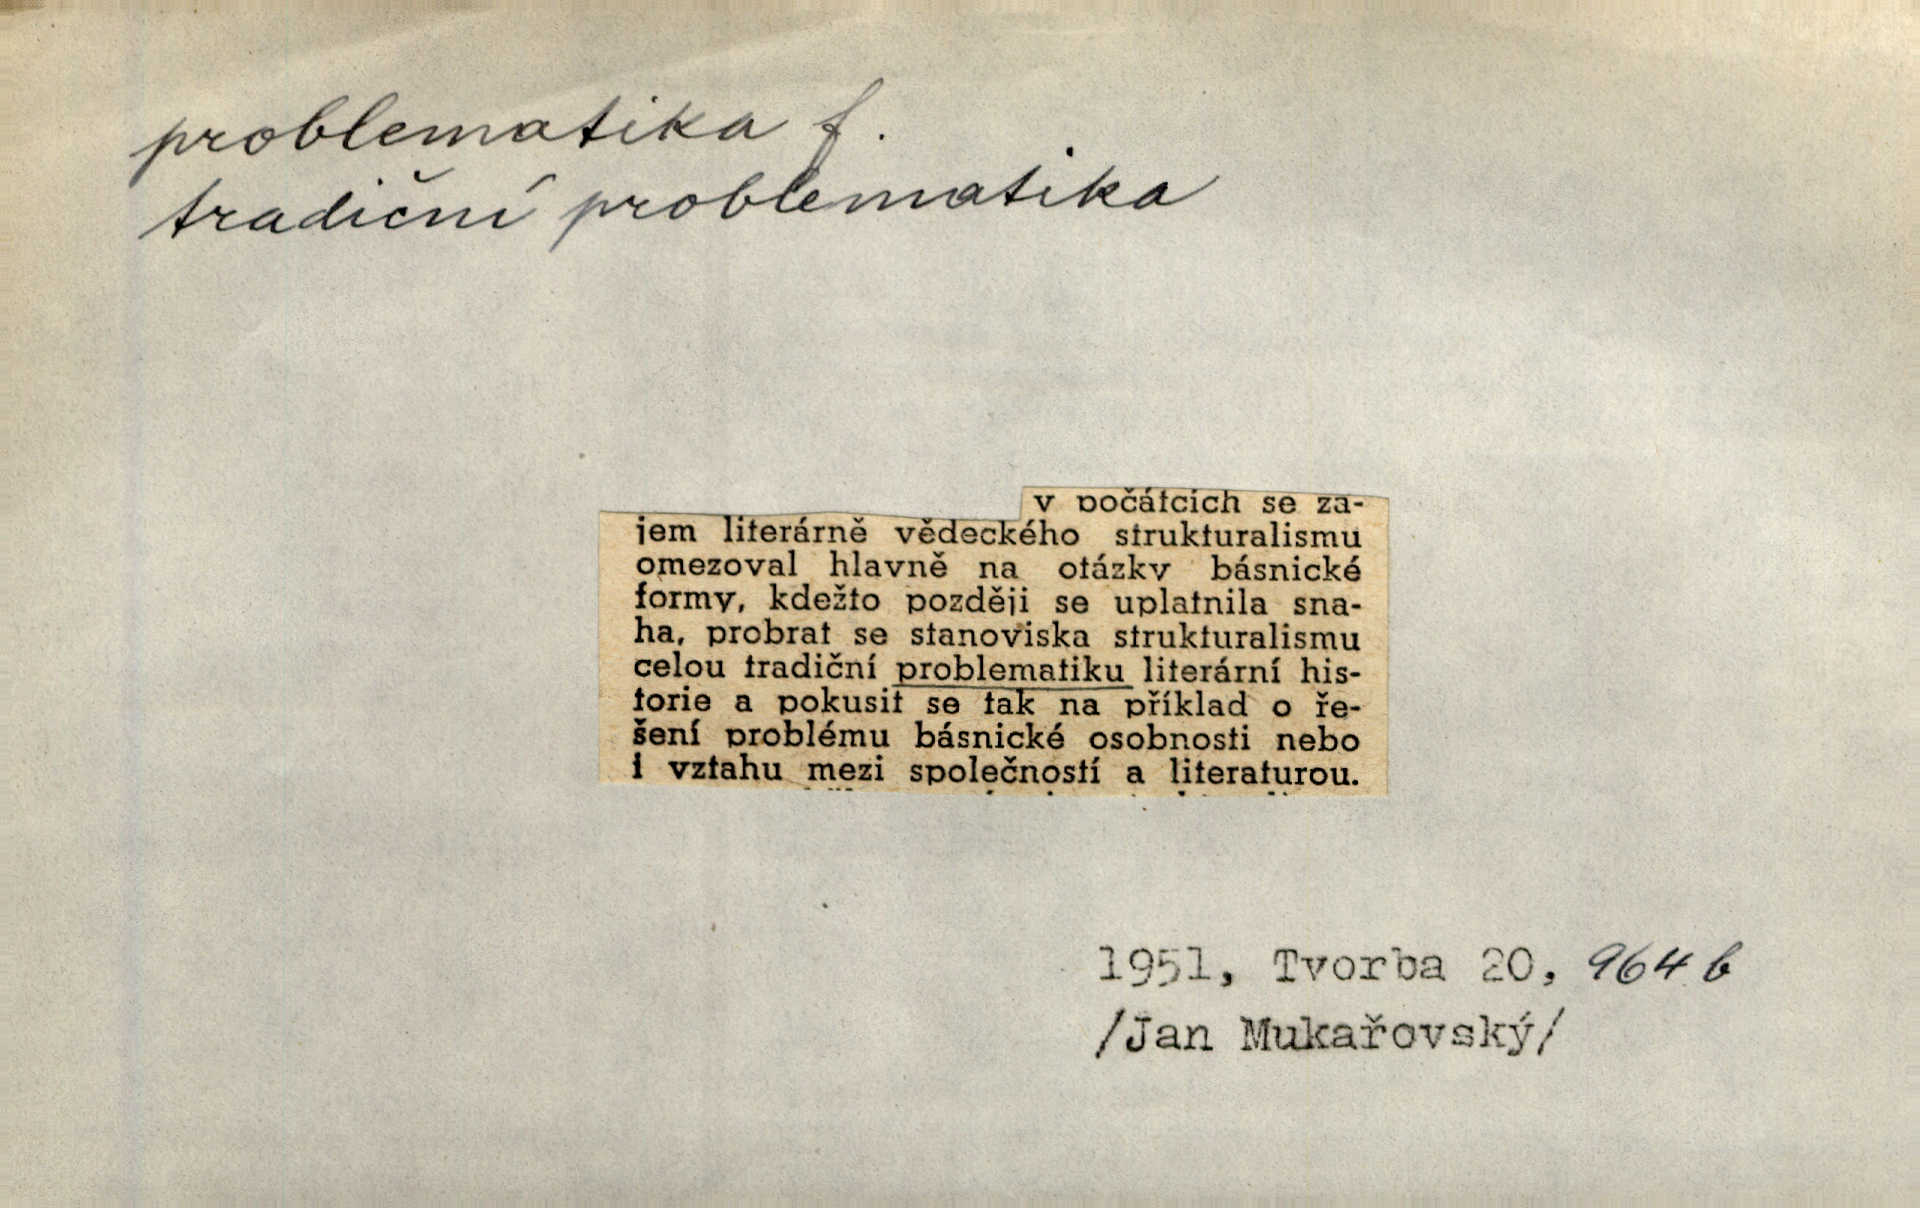 problematika f.
tradiční problematika
v počátcích se zá-
jem literárně vědeckého strukturalismu
omezoval hlavně na otázky básnické
formy, kdežto později se uplatnila sna-
ha, probrat se stanoviska strukturalismu
celou tradiční problematiku literární his-
torie a pokusit se tak na příklad o ře-
šení problému básnické osobnosti nebo
i vztahu mezi společností a literaturou.
1951, Tvorba 20, 964 b
/Jan Mukařovský/